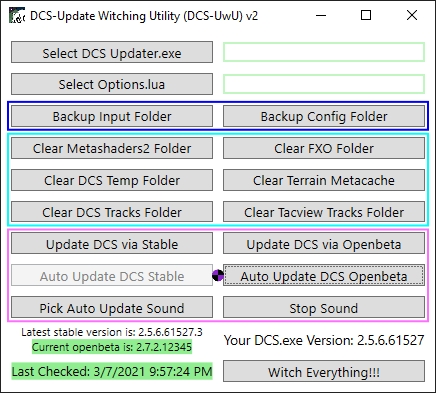 DCS-Update Witching Utility (DCS-UwU) v2
Select DCS Updater.exe
Select Options.lua
Backup Input Folder Backup Config Folder
Clear Metashaders2 Folder Clear FXO Folder
Clear DCS Temp Folder Clear Terrain Metacache
Clear DCS Tracks Folder Clear Tacview Tracks Folder
Update DCS via Stable Update DCS via Openbeta
Auto Update DCS Stable Auto Update DCS Openbeta
Pick Auto Update Sound Stop Sound
Latest stable version is: 2.5.6.61527.3
Current openbeta is: 2.7.2.12345
Your DCS.exe Version: 2.5.6.61527
Last Checked: 3/7/2021 9:57:24 PM
Witch Everything!!!